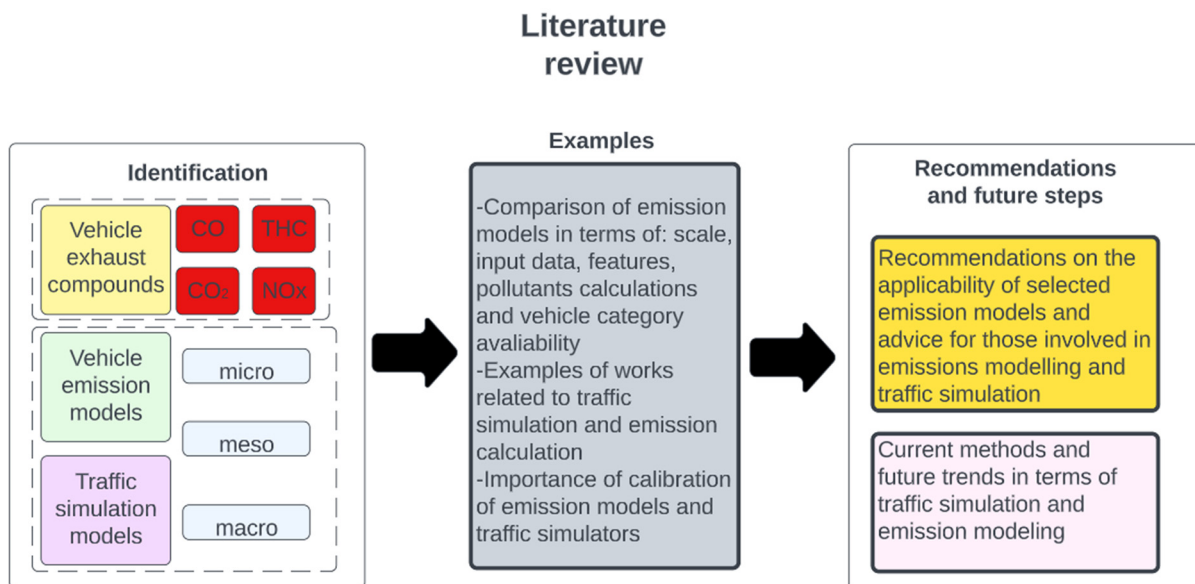 Literature
review
Identification
Vehicle
exhaust
compounds
CO
THC
CO₂
NOx
Vehicle
emission
models
Traffic
simulation
models
micro
meso
macro
Examples
-Comparison of emission
models in terms of: scale,
input data, features,
pollutants calculations
and vehicle category
avaliability
-Examples of works
related to traffic
simulation and emission
calculation
-Importance of calibration
of emission models and
traffic simulators
Recommendations
and future steps
Recommendations on the
applicability of selected
emission models and
advice for those involved in
emissions modelling and
traffic simulation
Current methods and
future trends in terms of
traffic simulation and
emission modeling